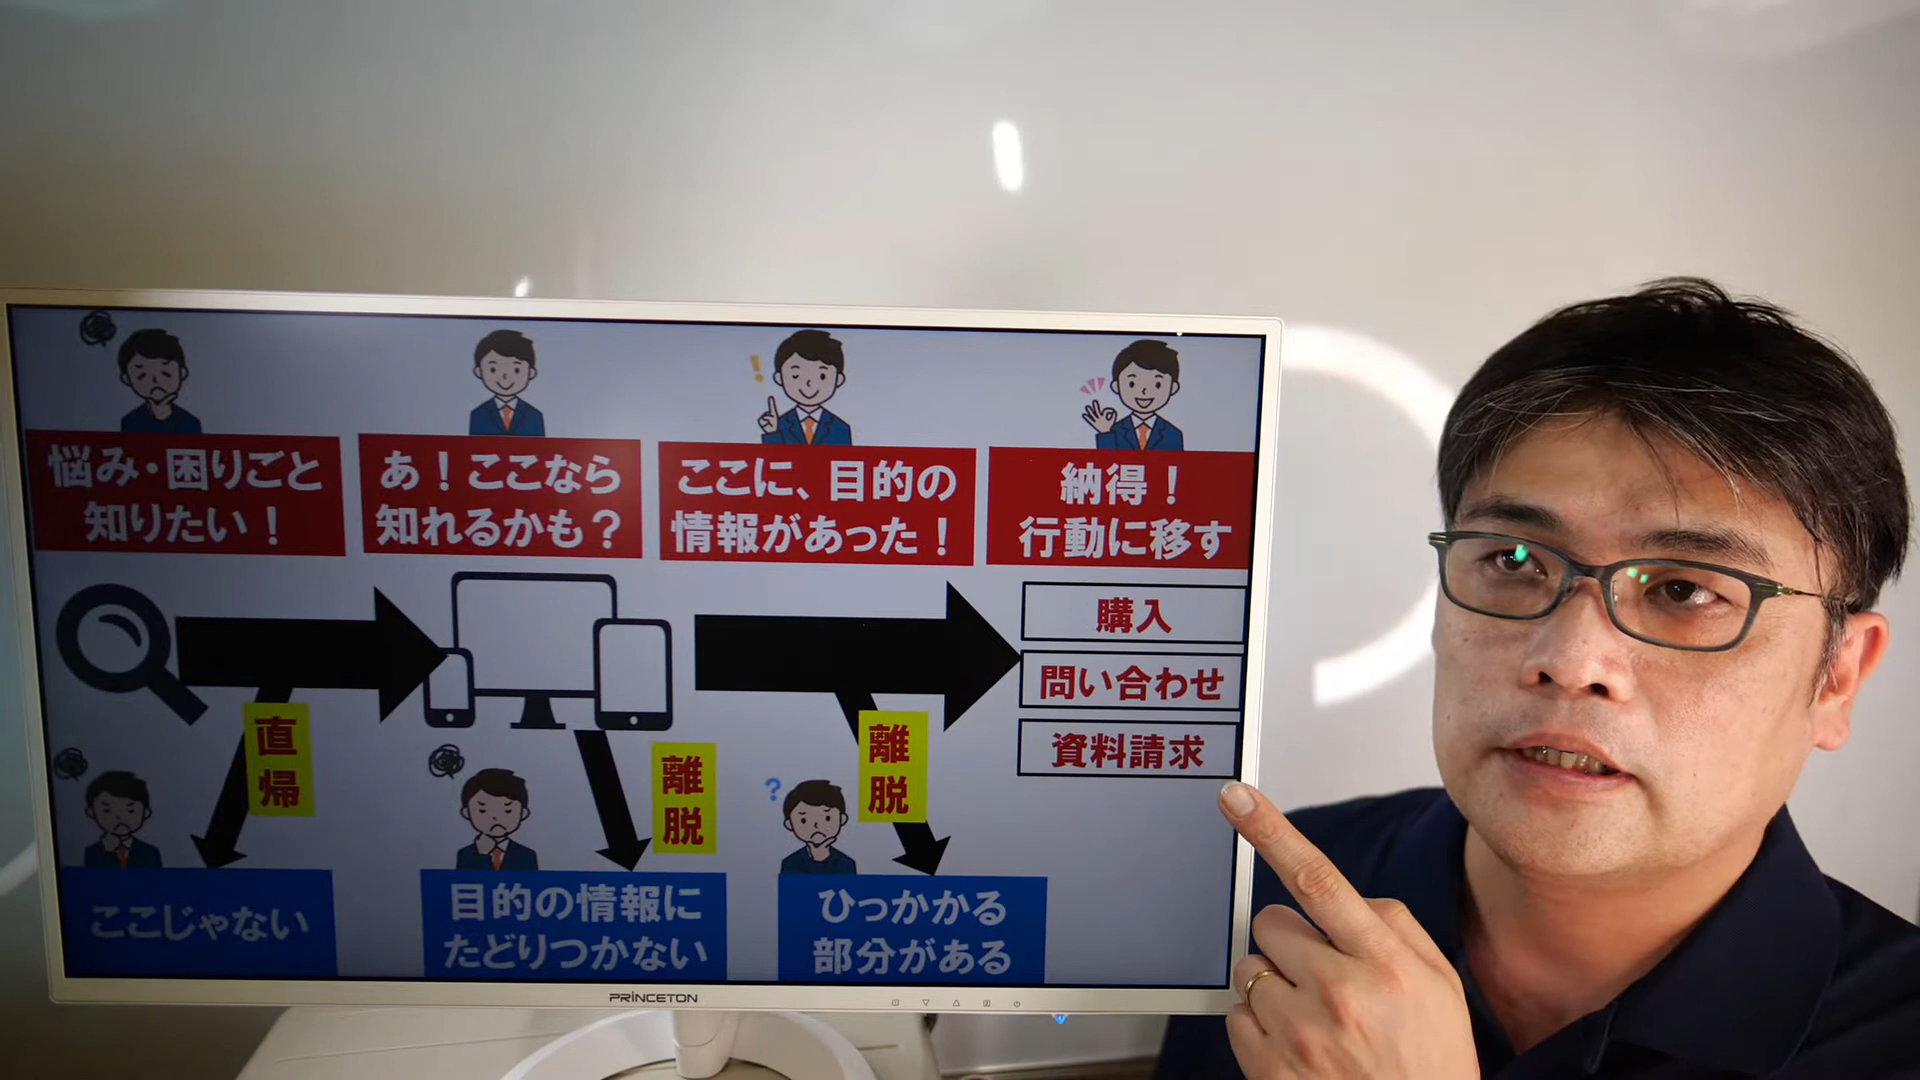 悩み・困りごと
知りたい！
あ！ここなら
知れるかも？
ここに、目的の
情報があった！
納得！
行動に移す
購入
問い合わせ
資料請求
直
帰
離
脱
離
脱
!
?
ここじゃない
目的の情報に
たどりつかない
ひっかかる
部分がある
PRINCETON